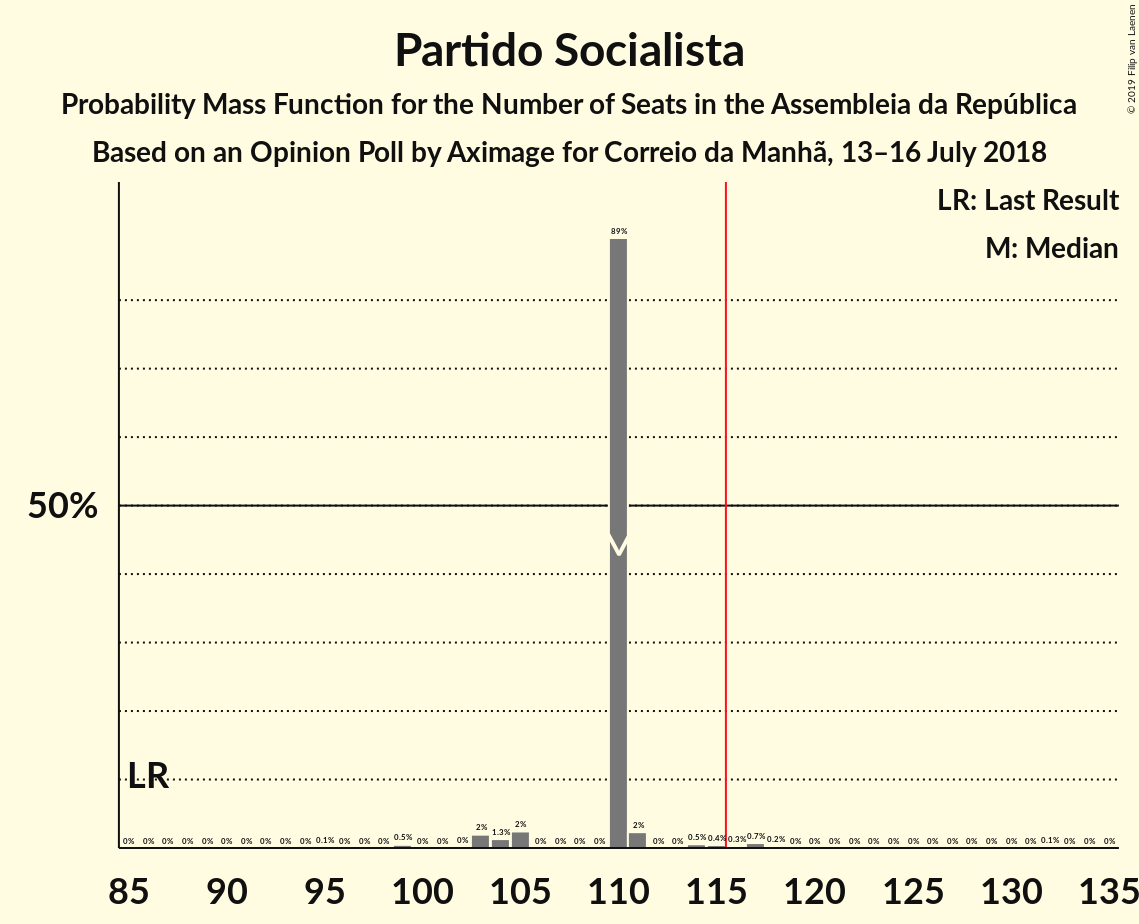 Partido Socialista
Probability Mass Function for the Number of Seats in the Assembleia da República
Based on an Opinion Poll by Aximage for Correio da Manhã, 13–16 July 2018
© 2019 Filip van Laenen
LR: Last Result
M: Median
89%
50%
LR
0% 0% 0% 0% 0% 0% 0% 0% 0% 0% 0.1% 0% 0% 0% 0.5% 0% 0% 0% 2% 1.3% 2% 0% 0% 0% 0% 2% 0% 0% 0.5% 0.4% 0.3% 0.7% 0.2% 0% 0% 0% 0% 0% 0% 0% 0% 0% 0% 0% 0% 0% 0.1% 0% 0% 0%
85 90 95 100 105 110 115 120 125 130 135